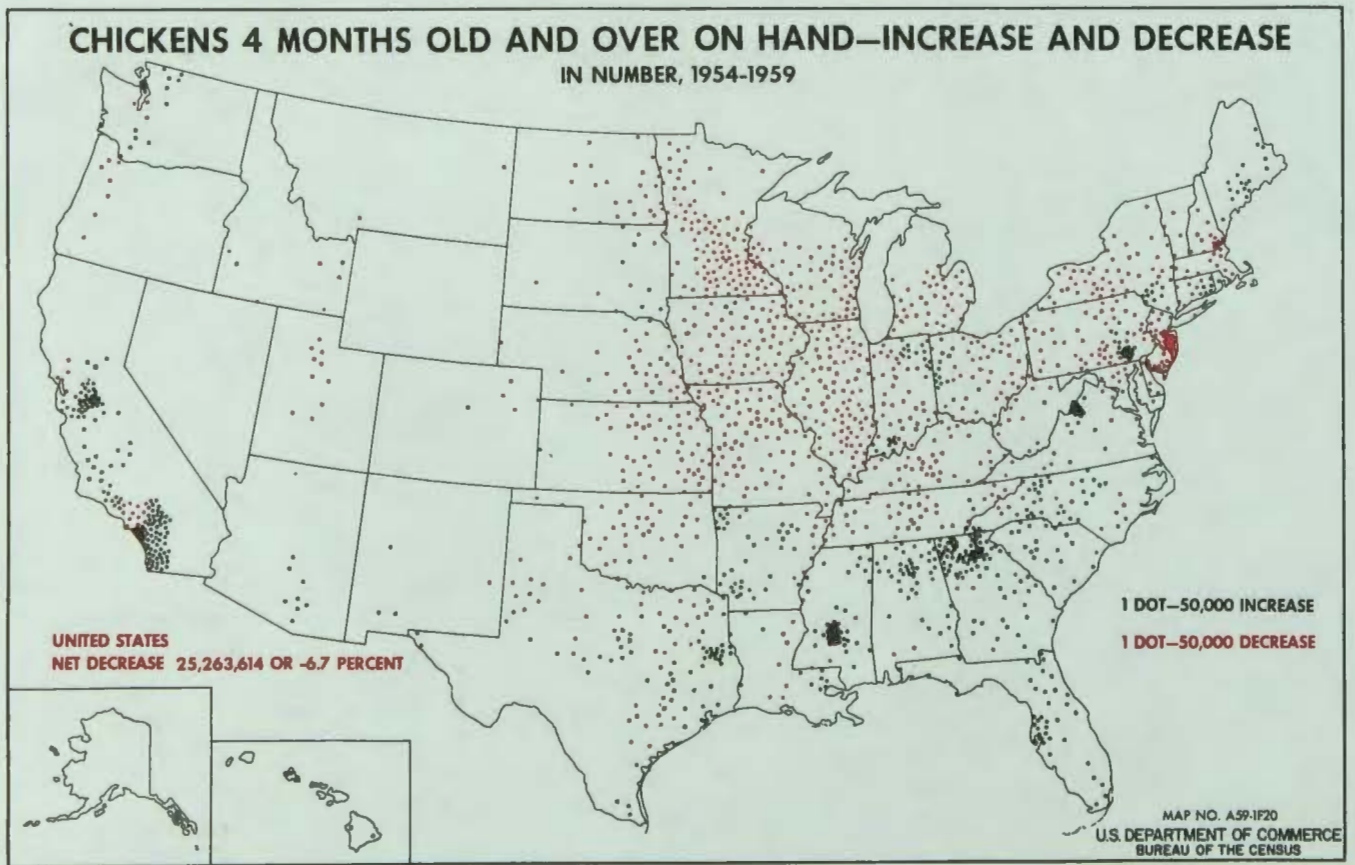 CHICKENS 4 MONTHS OLD AND OVER ON HAND—INCREASE AND DECREASE
IN NUMBER, 1954-1959
1 DOT—50,000 INCREASE
1 DOT—50,000 DECREASE
UNITED STATES
NET DECREASE 25,263,614 OR -6.7 PERCENT
MAP NO. A59-1F20
U.S. DEPARTMENT OF COMMERCE
BUREAU OF THE CENSUS